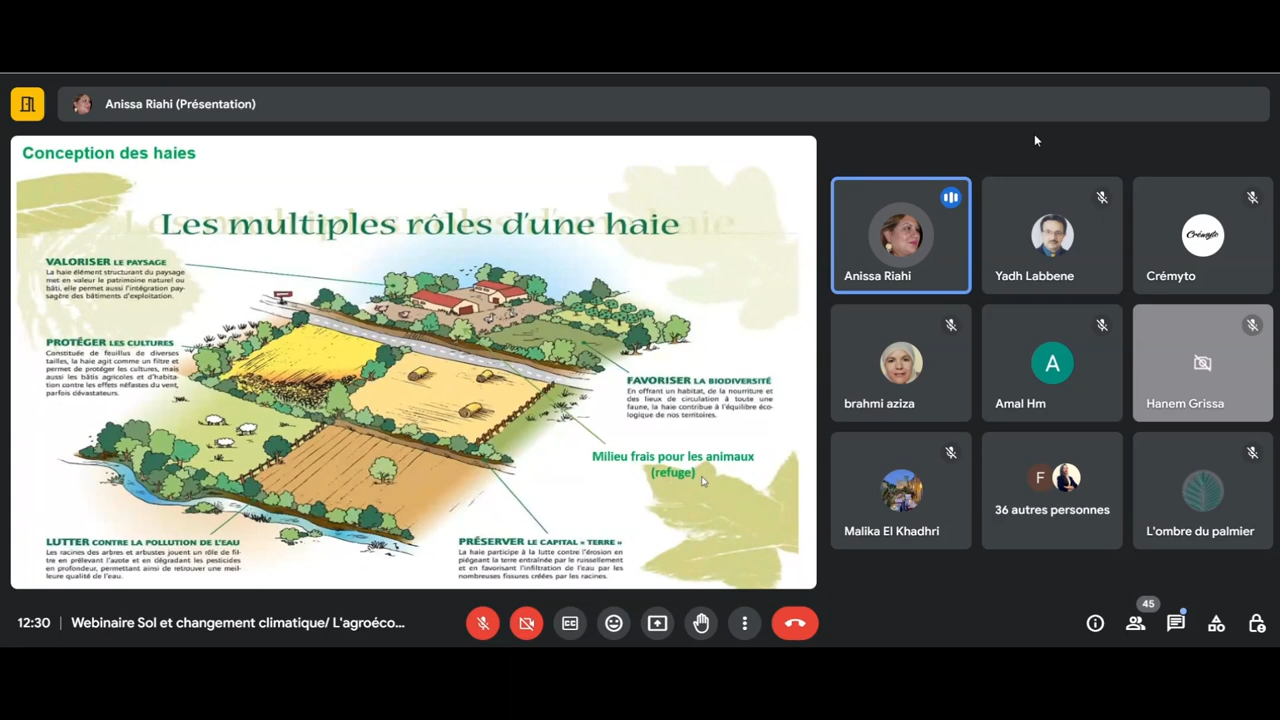 Anissa Riahi (Présentation)
Conception des haies
Les multiples rôles d'une haie
VALORISER LE PAYSAGE
La haie élément structurant du paysage
met en valeur le patrimoine naturel ou
bâti, elle permet aussi l'intégration pay-
sagère des bâtiments d'exploitation.
PROTÉGER LES CULTURES
Constituée de feuillus de diverses
tailles, la haie agit comme un filtre et
permet de protéger les cultures, mais
aussi les bâtis agricoles et d'habita-
tion contre les effets néfastes du vent,
parfois dévastateurs.
FAVORISER LA BIODIVERSITÉ
En offrant un habitat, de la nourriture et
des lieux de circulation à toute une
faune, la haie contribue à l'équilibre éco-
logique de nos territoires.
Milieu frais pour les animaux
(refuge)
LUTTER CONTRE LA POLLUTION DE L'EAU
Les racines des arbres et arbustes jouent un rôle de fil-
tre en prélevant l'azote et en dégradant les pesticides
en profondeur, permettant ainsi de retrouver une meil-
leure qualité de l'eau.
PRÉSERVER LE CAPITAL « TERRE »
La haie participe à la lutte contre l'érosion en
piégeant la terre entraînée par le ruissellement
et en favorisant l'infiltration de l'eau par les
nombreuses fissures créées par les racines.
Anissa Riahi
Yadh Labbene
Crémyto
Crémyto
brahmi aziza
A
Amal Hm
Hanem Grissa
Malika El Khadhri
F
36 autres personnes
L'ombre du palmier
12:30
Webinaire Sol et changement climatique/ L'agroéco...
45